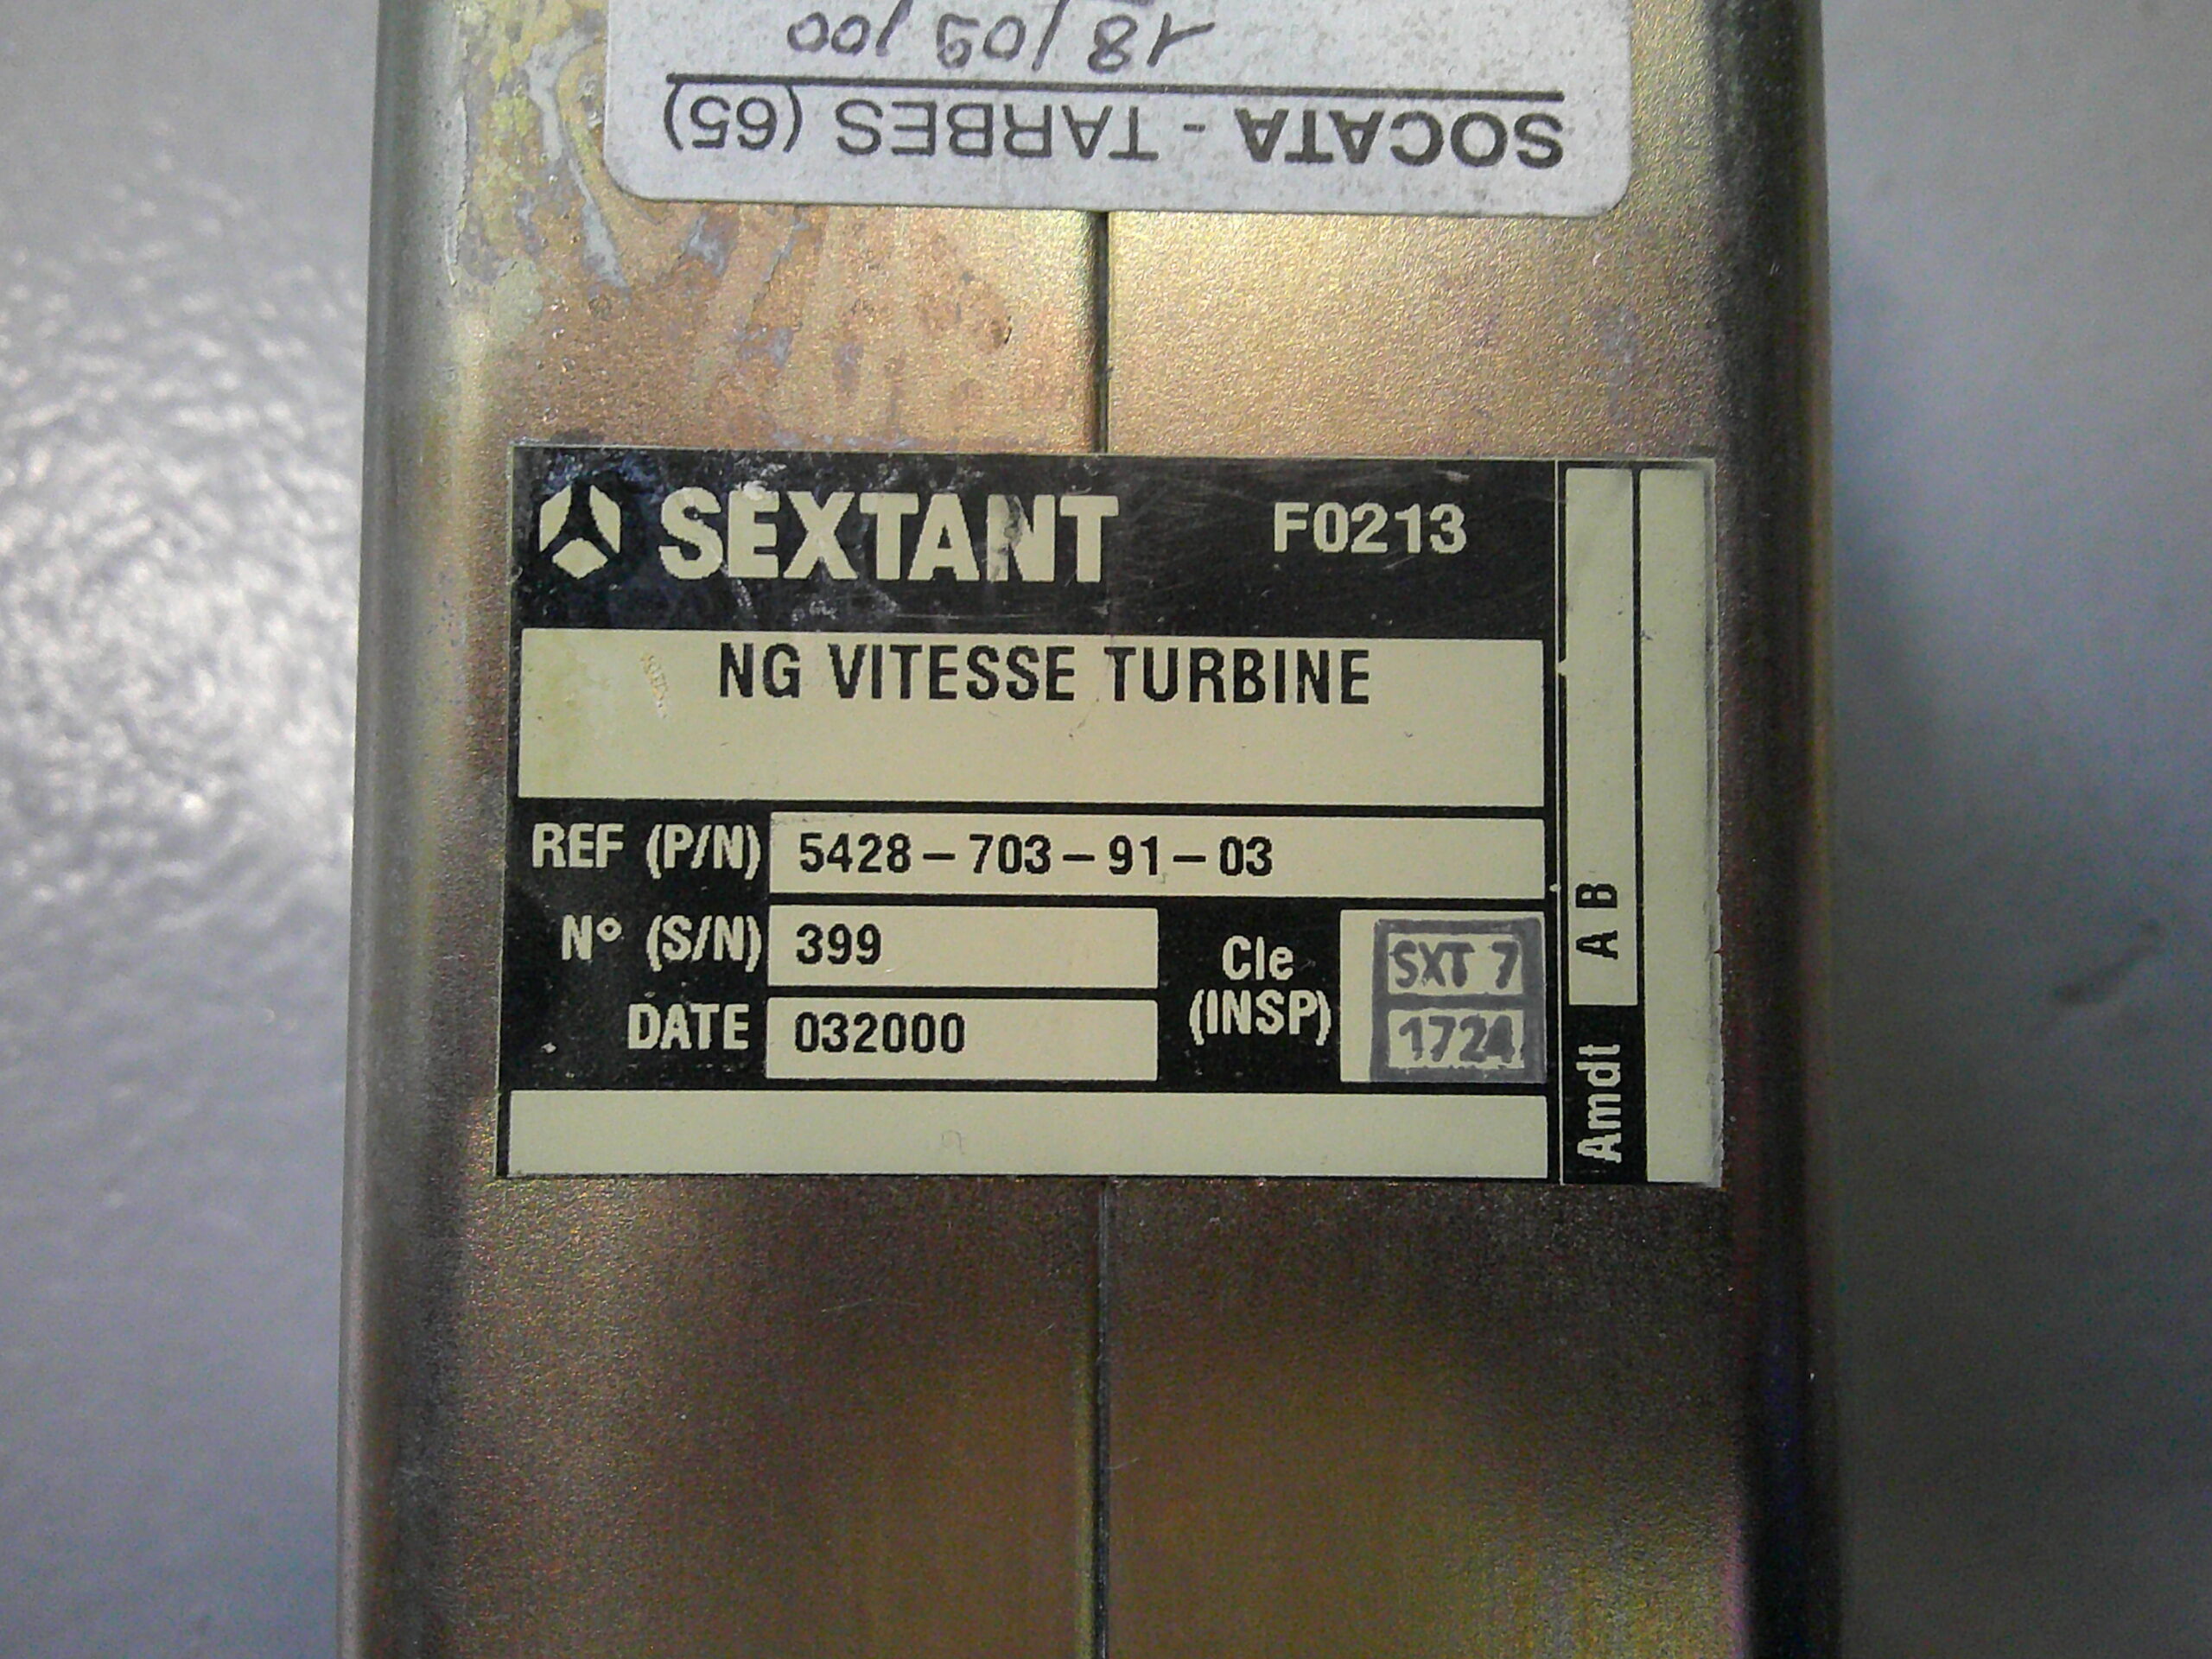 18/09/00
SOCATA - TARBES (65)
SEXTANT F0213
NG VITESSE TURBINE
REF (P/N) 5428-703-91-03
N° (S/N) 399
DATE 032000
Cle
(INSP)
SXT 7
1724
Amdt A B